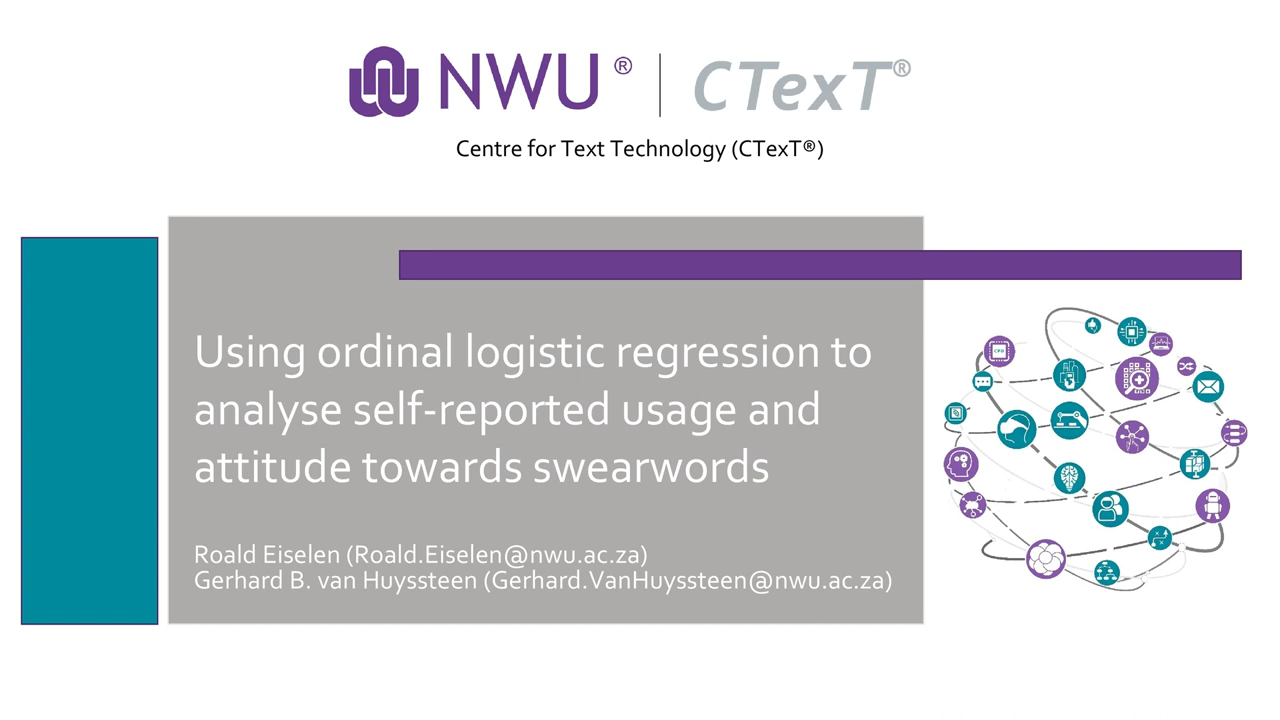 NWU® | CTexT®
Centre for Text Technology (CTexT®)
Using ordinal logistic regression to
analyse self-reported usage and
attitude towards swearwords
Roald Eiselen (Roald.Eiselen@nwu.ac.za)
Gerhard B. van Huyssteen (Gerhard.VanHuyssteen@nwu.ac.za)